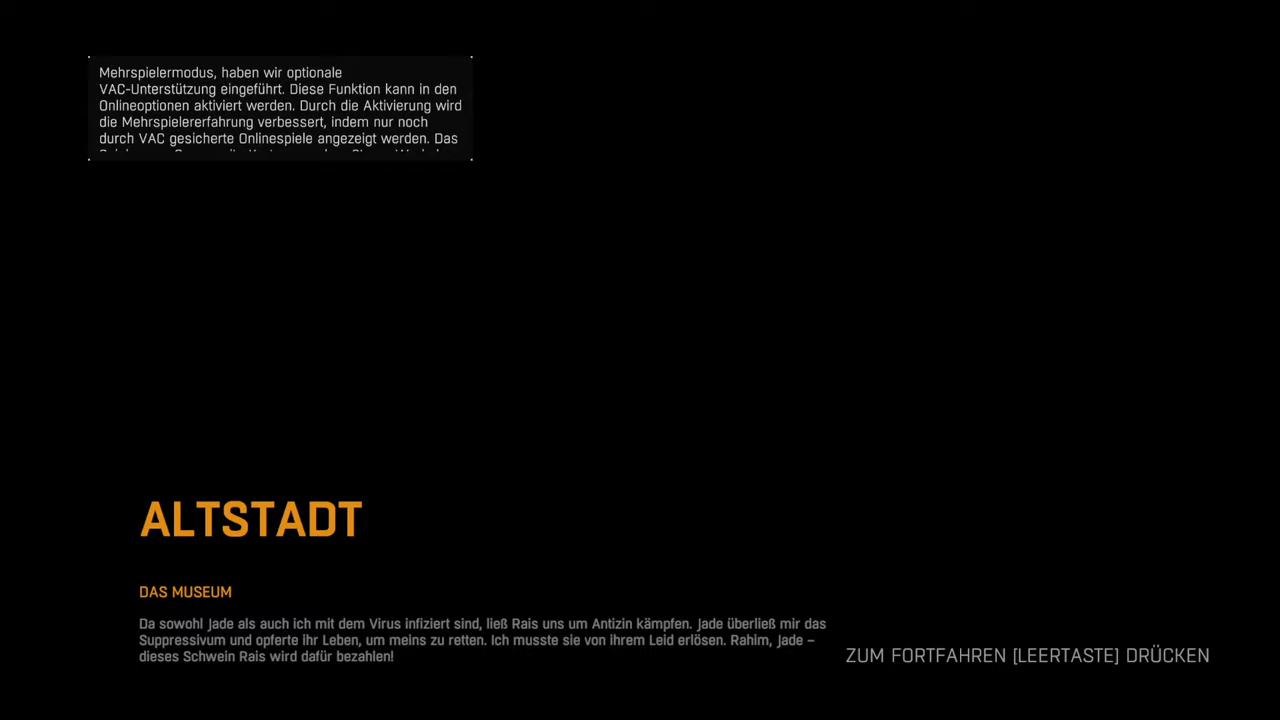 Mehrspielermodus, haben wir optionale
VAC-Unterstützung eingeführt. Diese Funktion kann in den
Onlineoptionen aktiviert werden. Durch die Aktivierung wird
die Mehrspielererfahrung verbessert, indem nur noch
durch VAC gesicherte Onlinespiele angezeigt werden. Das
ALTSTADT
DAS MUSEUM
Da sowohl Jade als auch ich mit dem Virus infiziert sind, ließ Rais uns um Antizin kämpfen. Jade überließ mir das
Suppressivum und opferte ihr Leben, um meins zu retten. Ich musste sie von ihrem Leid erlösen. Rahim, Jade –
dieses Schwein Rais wird dafür bezahlen!
ZUM FORTFAHREN [LEERTASTE] DRÜCKEN